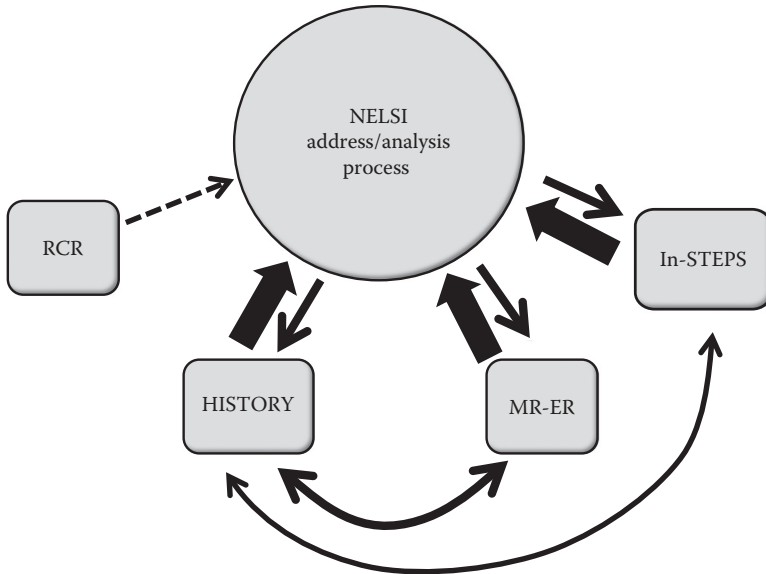 NELSI
address/analysis
process
RCR
In-STEPS
HISTORY
MR-ER